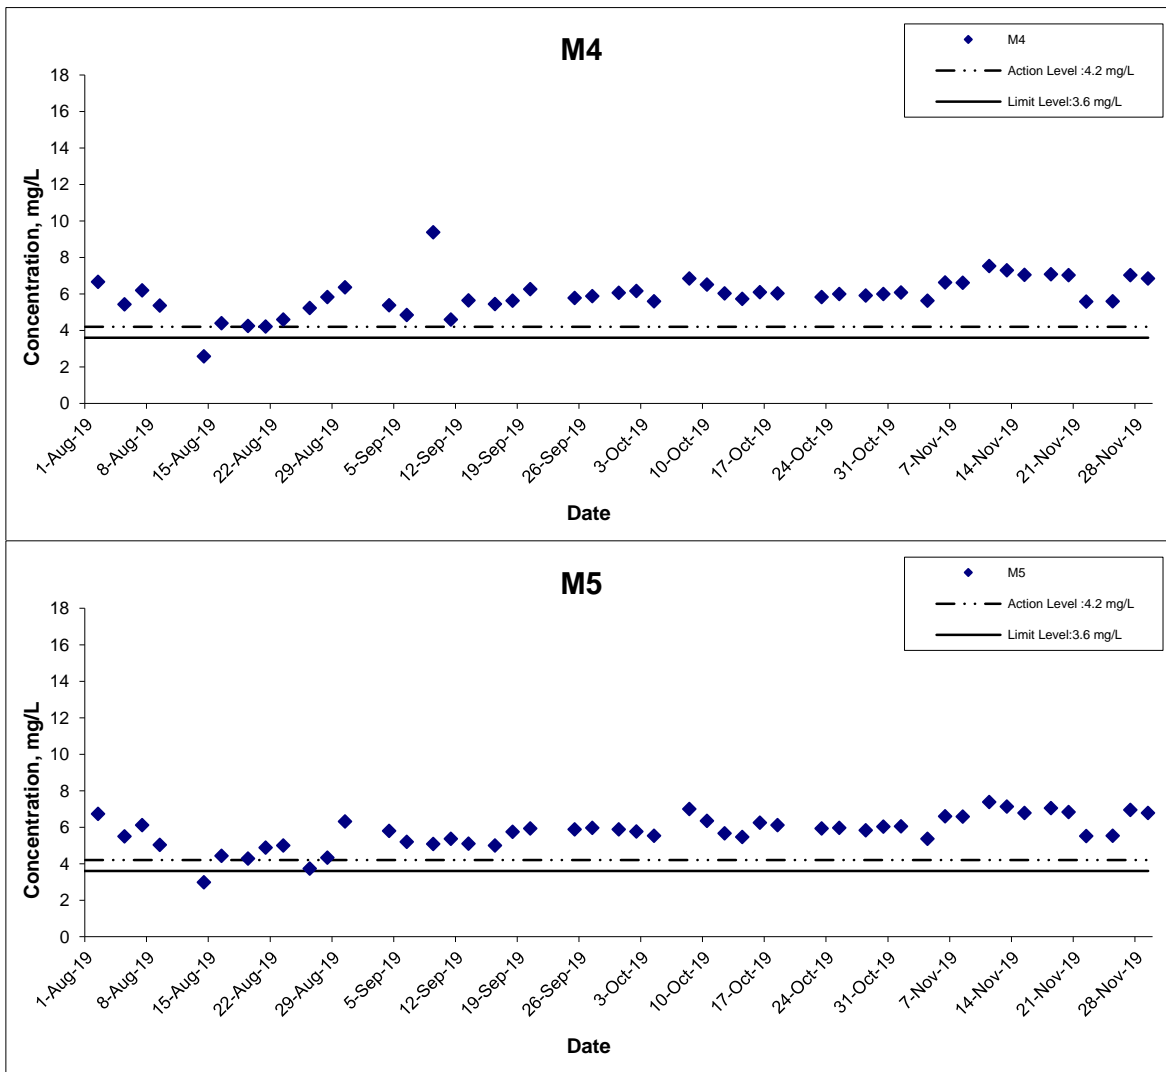 M4
M4
Action Level :4.2 mg/L
Limit Level:3.6 mg/L
18
16
14
12
10
8
6
4
2
0
Concentration, mg/L
1-Aug-19
8-Aug-19
15-Aug-19
22-Aug-19
29-Aug-19
5-Sep-19
12-Sep-19
19-Sep-19
26-Sep-19
3-Oct-19
10-Oct-19
17-Oct-19
24-Oct-19
31-Oct-19
7-Nov-19
14-Nov-19
21-Nov-19
28-Nov-19
Date
M5
M5
Action Level :4.2 mg/L
Limit Level:3.6 mg/L
18
16
14
12
10
8
6
4
2
0
Concentration, mg/L
1-Aug-19
8-Aug-19
15-Aug-19
22-Aug-19
29-Aug-19
5-Sep-19
12-Sep-19
19-Sep-19
26-Sep-19
3-Oct-19
10-Oct-19
17-Oct-19
24-Oct-19
31-Oct-19
7-Nov-19
14-Nov-19
21-Nov-19
28-Nov-19
Date